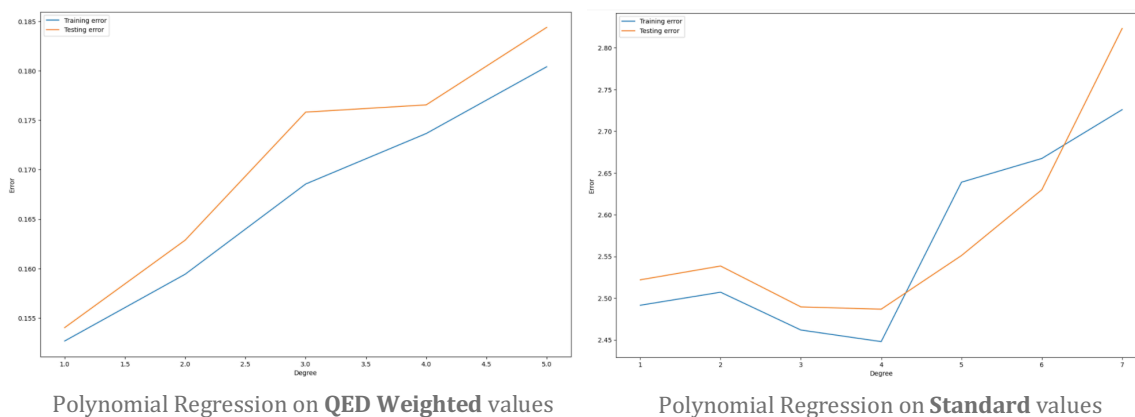 Training error
Testing error
0.185
0.180
0.175
0.170
0.165
0.160
0.155
Error
1.0 1.5 2.0 2.5 3.0 3.5 4.0 4.5 5.0
Degree
Polynomial Regression on QED Weighted values
Training error
Testing error
2.80
2.75
2.70
2.65
2.60
2.55
2.50
2.45
Error
1 2 3 4 5 6 7
Degree
Polynomial Regression on Standard values